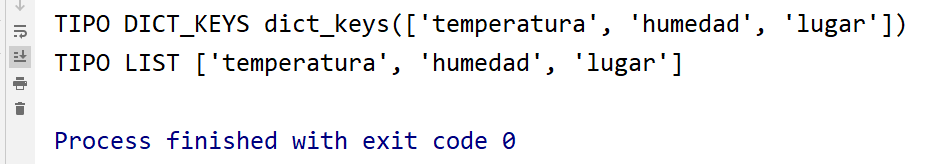 TIPO DICT_KEYS dict_keys(['temperatura', 'humedad', 'lugar'])
TIPO LIST ['temperatura', 'humedad', 'lugar']
Process finished with exit code 0